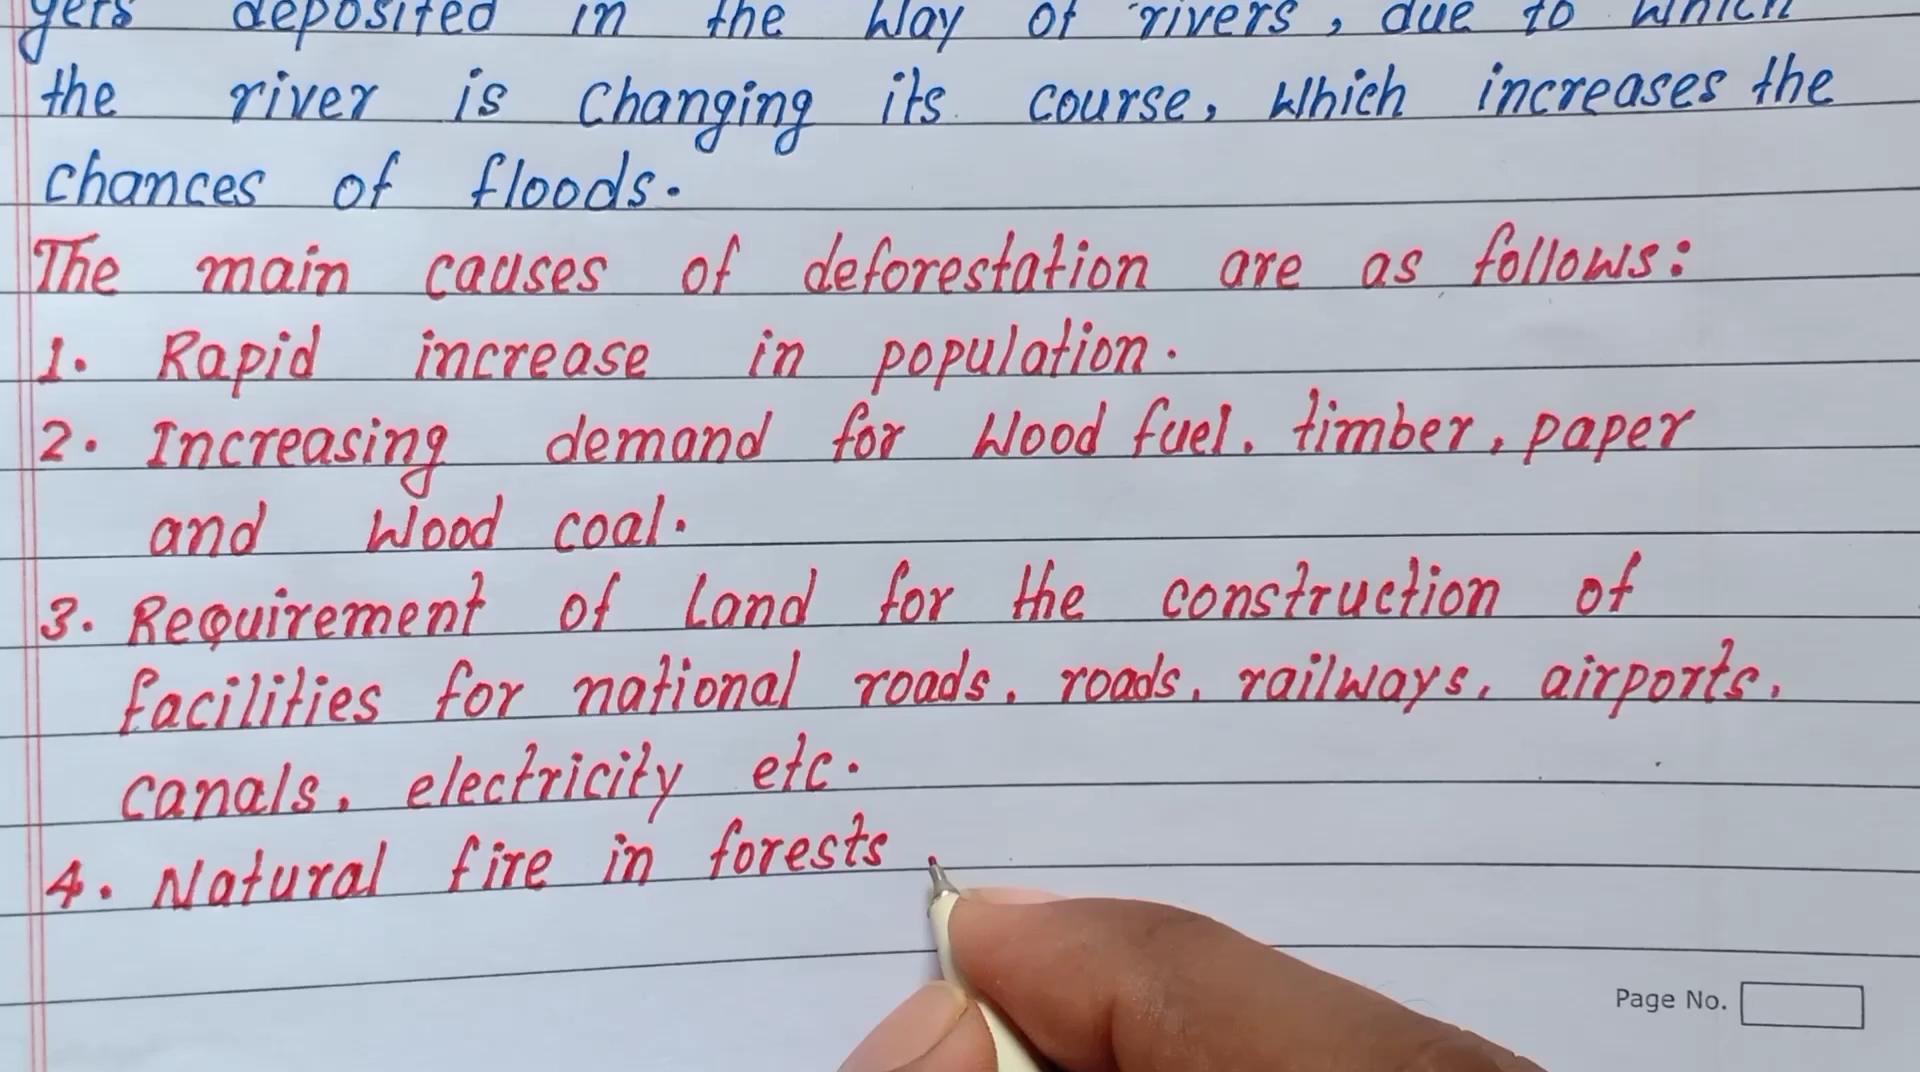 yers deposited in the way of rivers, due to which
the river is changing its course, which increases the
chances of floods.
The main causes of deforestation are as follows:
1. Rapid increase in population.
2. Increasing demand for wood fuel, timber, paper
and wood coal.
3. Requirement of land for the construction of
facilities for national roads, roads, railways, airports,
canals, electricity etc.
4. Natural fire in forests.
Page No.